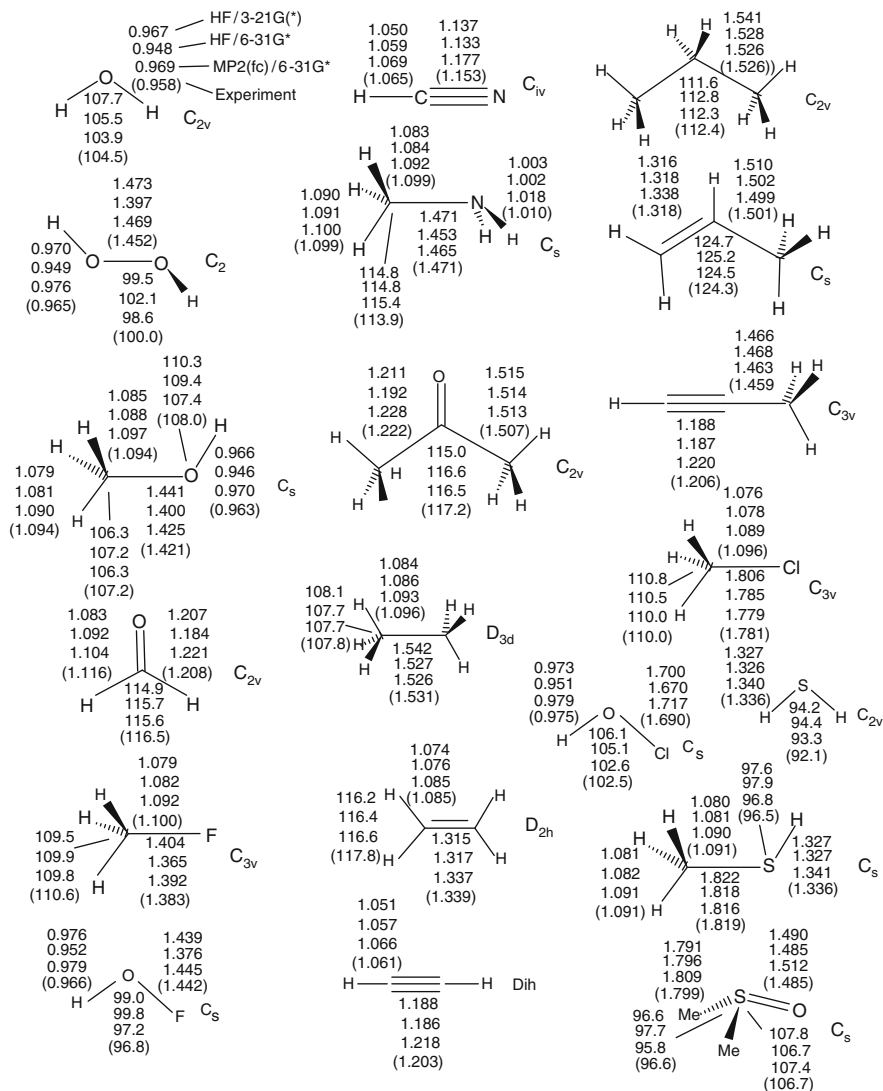 0.967 HF/3-21G(*)
0.948 HF/6-31G*
0.969 MP2(fc)/6-31G*
(0.958) Experiment
O
H H
107.7
105.5
103.9
(104.5)
C2v
1.050
1.059
1.069
(1.065)
1.137
1.133
1.177
(1.153)
H C N
Civ
1.541
1.528
1.526
(1.526))
H H
H
H H
H H
H
111.6
112.8
112.3
(112.4)
C2v
1.473
1.397
1.469
(1.452)
H
O O
H
0.970
0.949
0.976
(0.965)
99.5
102.1
98.6
(100.0)
C2
1.083
1.084
1.092
(1.099)
H
H
H
N
H H
1.003
1.002
1.018
(1.010)
1.090
1.091
1.100
(1.099)
1.471
1.453
1.465
(1.471)
114.8
114.8
115.4
(113.9)
Cs
1.316
1.318
1.338
(1.318)
1.510
1.502
1.499
(1.501)
H
H
H
H
H
H
124.7
125.2
124.5
(124.3)
Cs
110.3
109.4
107.4
(108.0)
1.085
1.088
1.097
(1.094)
H
H
H
O
H
1.079
1.081
1.090
(1.094)
0.966
0.946
0.970
(0.963)
1.441
1.400
1.425
(1.421)
106.3
107.2
106.3
(107.2)
Cs
1.211
1.192
1.228
(1.222)
O
1.515
1.514
1.513
(1.507)
H
H
H
H
H
115.0
116.6
116.5
(117.2)
C2v
1.466
1.468
1.463
(1.459
H
H H
H
1.188
1.187
1.220
(1.206)
C3v
1.083
1.092
1.104
(1.116)
O
1.207
1.184
1.221
(1.208)
H H
114.9
115.7
115.6
(116.5)
C2v
108.1
107.7
107.7
(107.8)
1.084
1.086
1.093
(1.096)
H
H
H
H H
H
1.542
1.527
1.526
(1.531)
D3d
1.076
1.078
1.089
(1.096)
H
H
H
Cl
110.8
110.5
110.0
(110.0)
1.806
1.785
1.779
(1.781)
C3v
0.973
0.951
0.979
(0.975)
1.700
1.670
1.717
(1.690)
O
H
Cl
106.1
105.1
102.6
(102.5)
Cs
1.327
1.326
1.340
(1.336)
S
H H
94.2
94.4
93.3
(92.1)
C2v
1.079
1.082
1.092
(1.100)
H
H
H
F
109.5
109.9
109.8
(110.6)
1.404
1.365
1.392
(1.383)
C3v
1.074
1.076
1.085
(1.085)
H H
H H
116.2
116.4
116.6
(117.8)
1.315
1.317
1.337
(1.339)
D2h
97.6
97.9
96.8
(96.5)
1.080
1.081
1.090
(1.091)
H
H
H
S
H
1.081
1.082
1.091
(1.091)
1.327
1.327
1.341
(1.336)
1.822
1.818
1.816
(1.819)
Cs
0.976
0.952
0.979
(0.966)
1.439
1.376
1.445
(1.442)
O
H
F
99.0
99.8
97.2
(96.8)
Cs
1.051
1.057
1.066
(1.061)
H H
1.188
1.186
1.218
(1.203)
Dih
1.791
1.796
1.809
(1.799)
1.490
1.485
1.512
(1.485)
S O
Me
Me
96.6
97.7
95.8
(96.6)
107.8
106.7
107.4
(106.7)
Cs